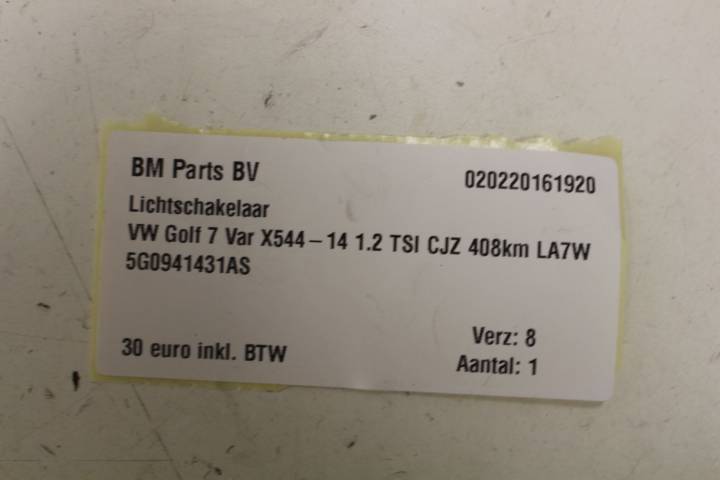 BM Parts BV 020220161920
Lichtschakelaar
VW Golf 7 Var X544 – 14 1.2 TSI CJZ 408km LA7W
5G0941431AS
30 euro inkl. BTW Verz: 8
Aantal: 1